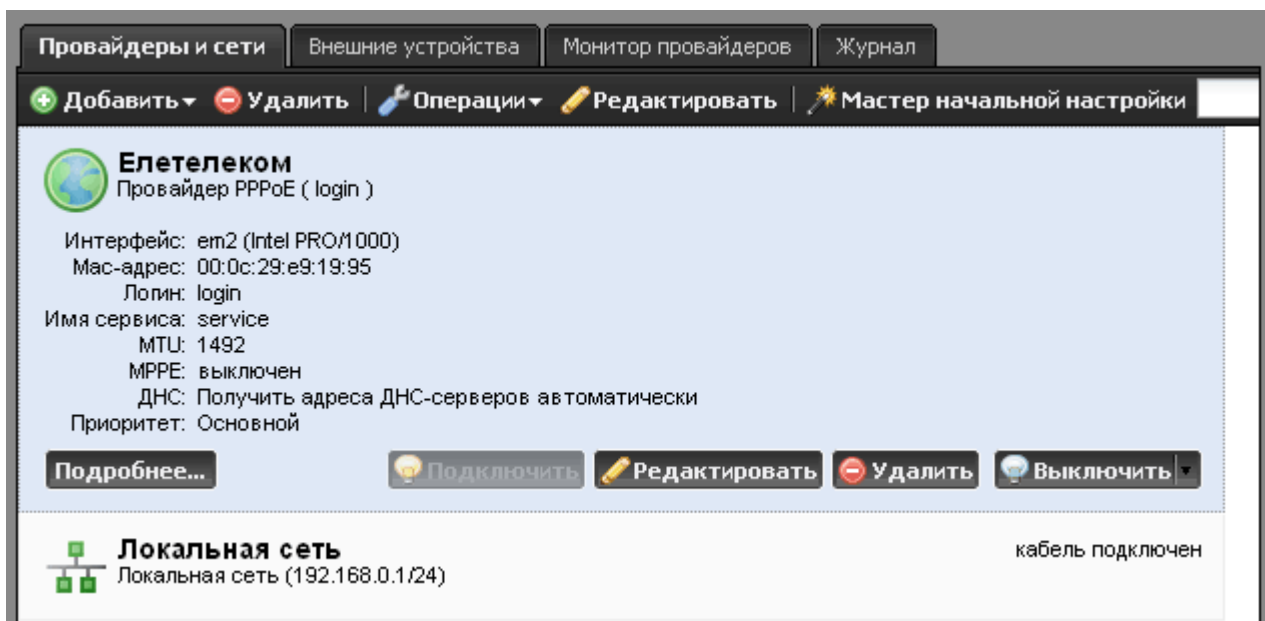 Провайдеры и сети Внешние устройства Монитор провайдеров Журнал
Добавить Удалить Операции Редактировать Мастер начальной настройки
Елетелеком
Провайдер PPPoE ( login )
Интерфейс: em2 (Intel PRO/1000)
Mac-адрес: 00:0c:29:e9:19:95
Логин: login
Имя сервиса: service
MTU: 1492
MPPE: выключен
ДНС: Получить адреса ДНС-серверов автоматически
Приоритет: Основной
Подробнее... Подключить Редактировать Удалить Выключить
Локальная сеть кабель подключен
Локальная сеть (192.168.0.1/24)